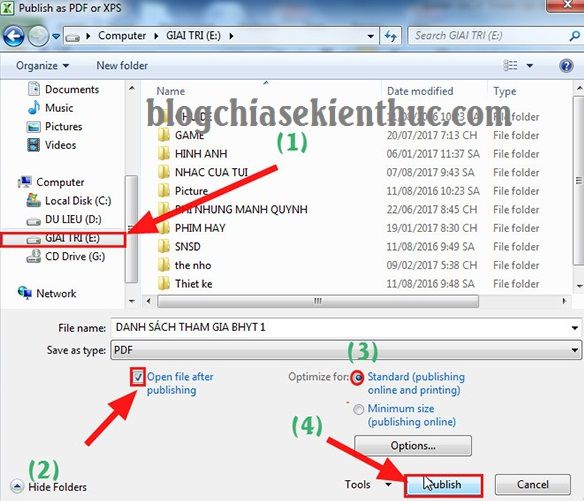 Publish as PDF or XPS
Computer ▸ GIAI TRI (E:) ▸
Search GIAI TRI (E:)
Organize ▾ New folder
Documents
Music
Pictures
Videos
Computer
Local Disk (C:)
DU LIEU (D:)
GIAI TRI (E:)
CD Drive (G:)
Network
Name Date modified Type
File folder
GAME 20/07/2017 7:13 CH File folder
HINH ANH 06/01/2017 11:37 SA File folder
NHAC CUA TUI 07/08/2017 9:43 SA File folder
Picture 11/08/2016 10:23 SA File folder
PHI NHUNG MANH QUYNH 22/06/2017 8:45 CH File folder
PHIM HAY 19/01/2017 8:30 CH File folder
SNSD 11/08/2016 9:49 SA File folder
the nho 09/02/2017 5:38 CH File folder
Thiet ke 11/08/2016 9:48 SA File folder
blogchiasekienthuc.com
(1)
File name: DANH SÁCH THAM GIA BHYT 1
Save as type: PDF
(3)
Open file after publishing
Optimize for: Standard (publishing
online and printing)
Minimum size
(publishing online)
(4)
Options...
(2)
Hide Folders
Tools ▾ Publish Cancel